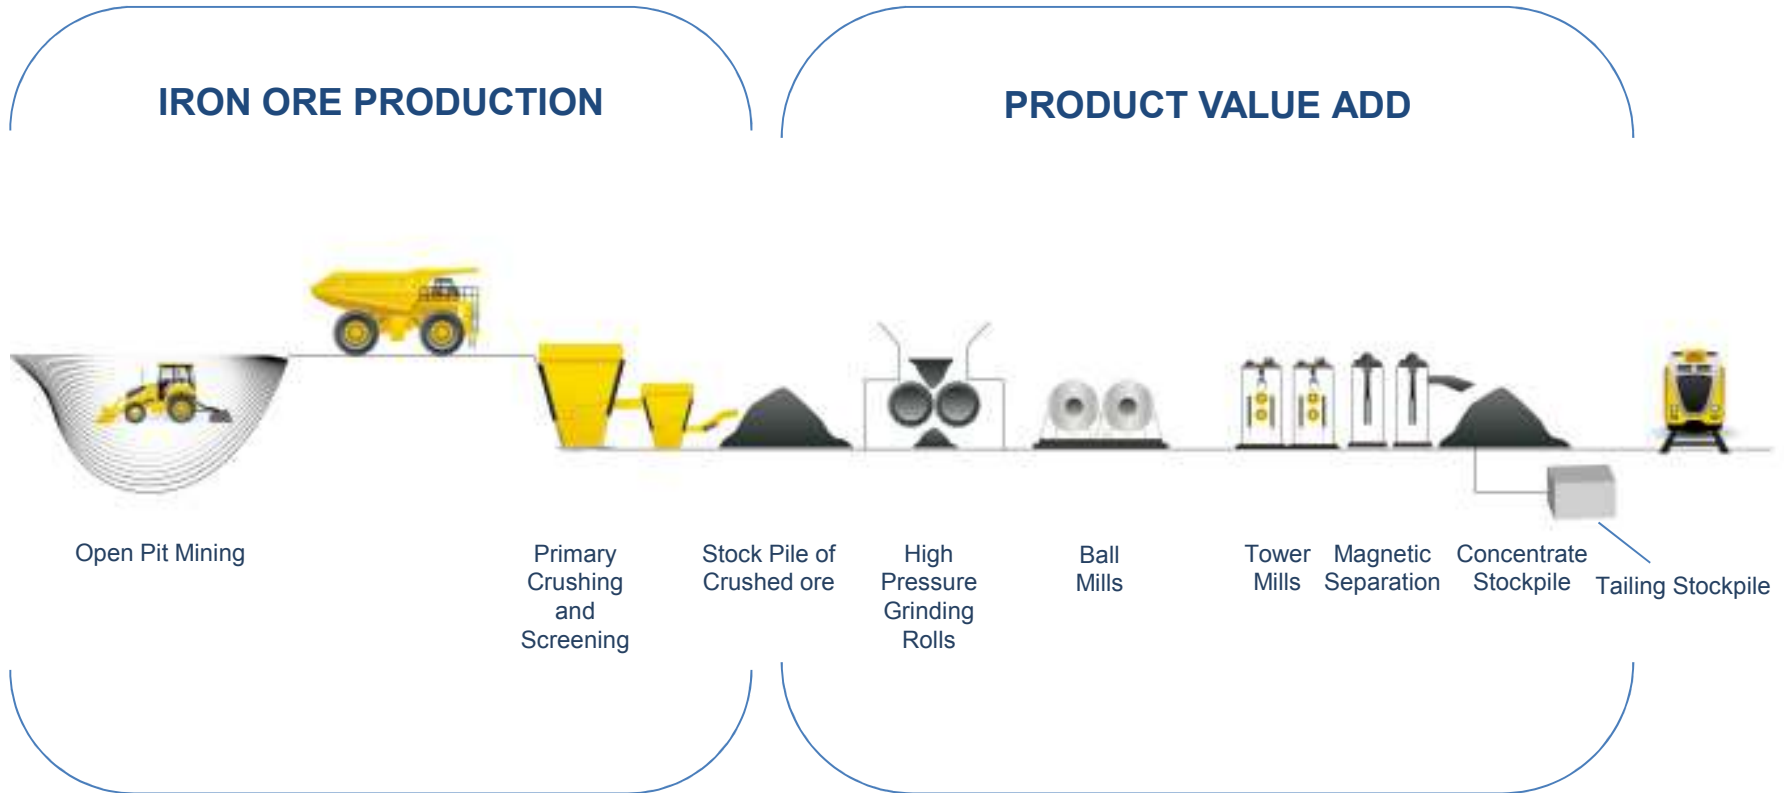 IRON ORE PRODUCTION
PRODUCT VALUE ADD
Open Pit Mining
Primary
Crushing
and
Screening
Stock Pile of
Crushed ore
High
Pressure
Grinding
Rolls
Ball
Mills
Tower
Mills
Magnetic
Separation
Concentrate
Stockpile
Tailing Stockpile